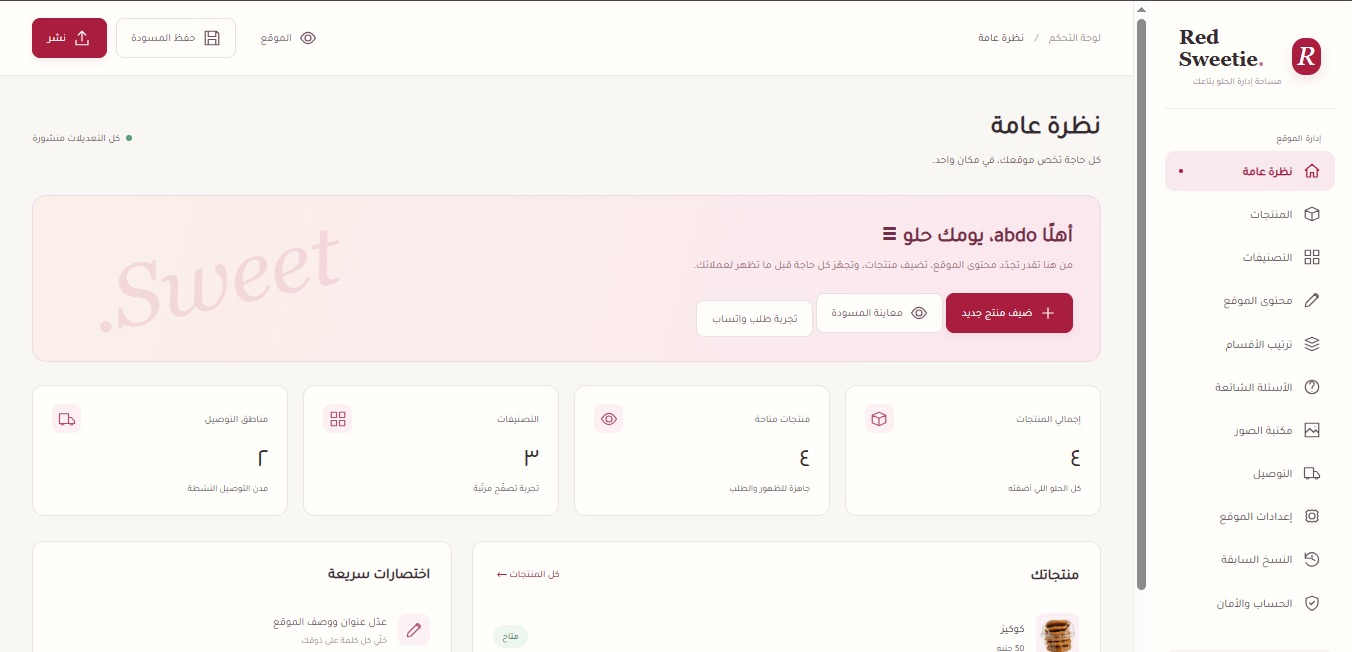 Red
Sweetie.
R
مساحة إدارة الحلو بتاعك
إدارة الموقع
نظرة عامة
المنتجات
التصنيفات
محتوى الموقع
ترتيب الأقسام
الأسئلة الشائعة
مكتبة الصور
التوصيل
إعدادات الموقع
النسخ السابقة
الحساب والأمان
لوحة التحكم / نظرة عامة
الموقع
حفظ المسودة
نشر
نظرة عامة
كل حاجة تخص موقعك، في مكان واحد.
كل التعديلات منشورة
أهلًا abdo، يومك حلو
من هنا تقدر تجدّد محتوى الموقع، تضيف منتجات، وتجهّز كل حاجة قبل ما تظهر لعملائك.
ضيف منتج جديد
معاينة المسودة
تجربة طلب واتساب
Sweet.
إجمالي المنتجات
٤
كل الحلو اللي أضفته
منتجات متاحة
٤
جاهزة للظهور والطلب
التصنيفات
٣
تجربة تصفّح مرتّبة
مناطق التوصيل
٢
مدن التوصيل النشطة
منتجاتك
كل المنتجات ←
كوكيز
50 جنيه
متاح
اختصارات سريعة
عدّل عنوان ووصف الموقع
خلّي كل كلمة على ذوقك